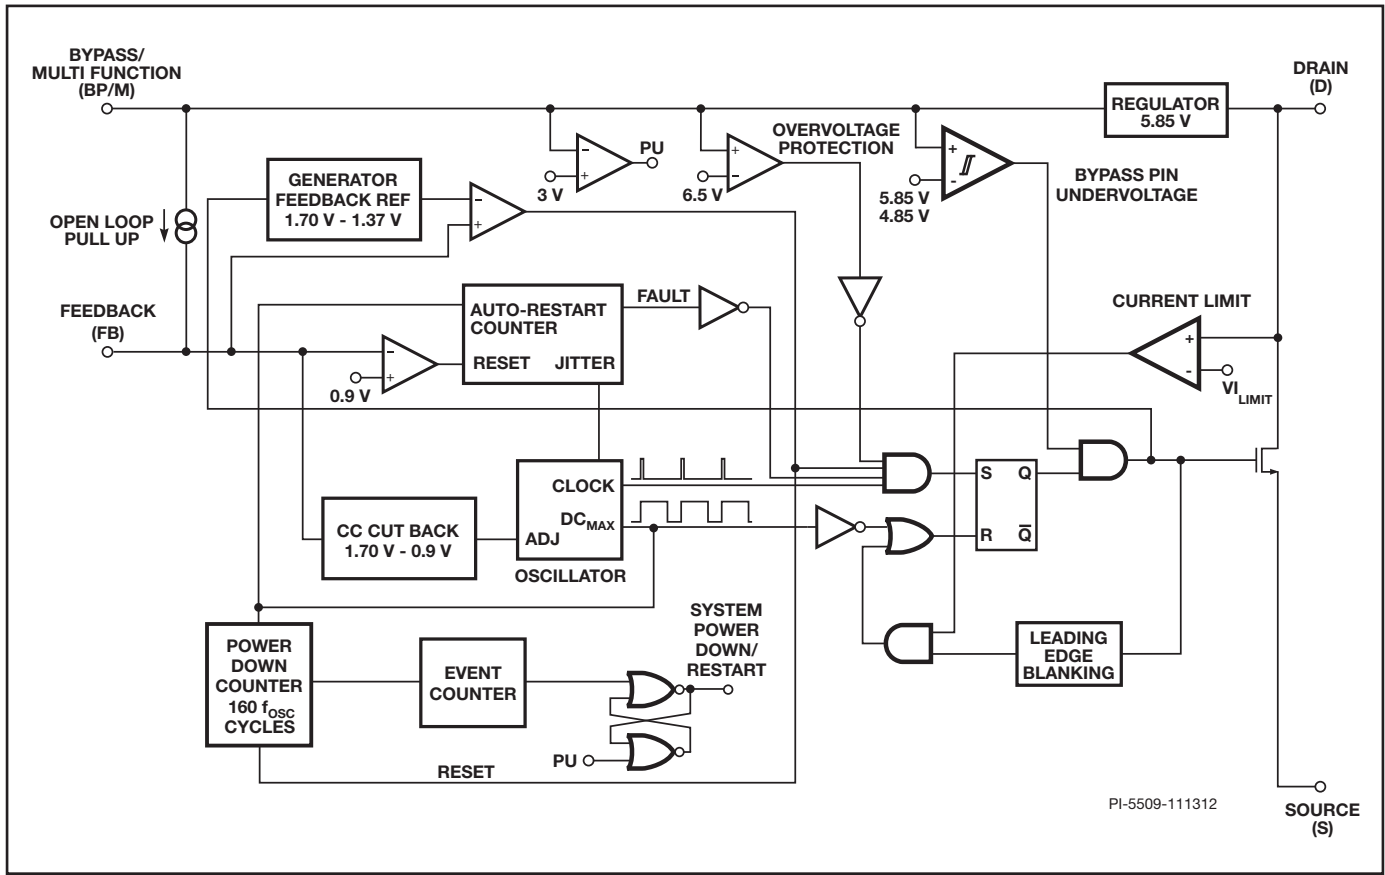 BYPASS/
MULTI FUNCTION
(BP/M)
DRAIN
(D)
REGULATOR
5.85 V
OVERVOLTAGE
PROTECTION
PU
+
-
3 V
+
-
6.5 V
+
-
5.85 V
4.85 V
BYPASS PIN
UNDERVOLTAGE
GENERATOR
FEEDBACK REF
1.70 V - 1.37 V
-
+
OPEN LOOP
PULL UP
FEEDBACK
(FB)
AUTO-RESTART
COUNTER
RESET
JITTER
FAULT
CURRENT LIMIT
+
-
VILIMIT
-
+
0.9 V
CLOCK
DCMAX
ADJ
OSCILLATOR
CC CUT BACK
1.70 V - 0.9 V
S
Q
R
Q̅
POWER
DOWN
COUNTER
160 fOSC
CYCLES
EVENT
COUNTER
SYSTEM
POWER
DOWN/
RESTART
LEADING
EDGE
BLANKING
PU
RESET
PI-5509-111312
SOURCE
(S)